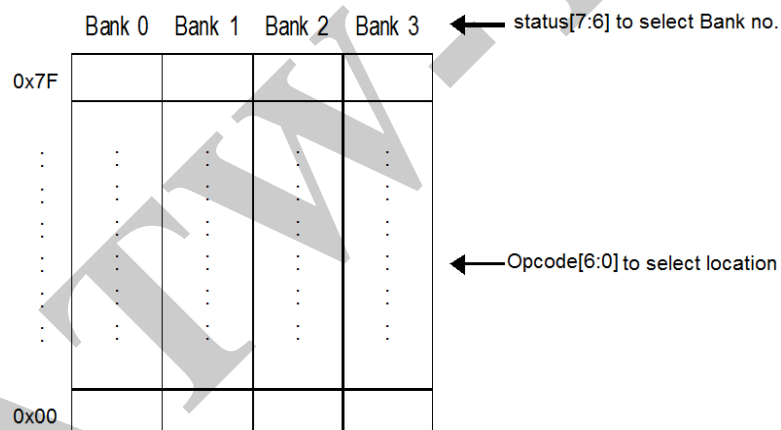 Bank 0 Bank 1 Bank 2 Bank 3 status[7:6] to select Bank no.
0x7F
Opcode[6:0] to select location
0x00